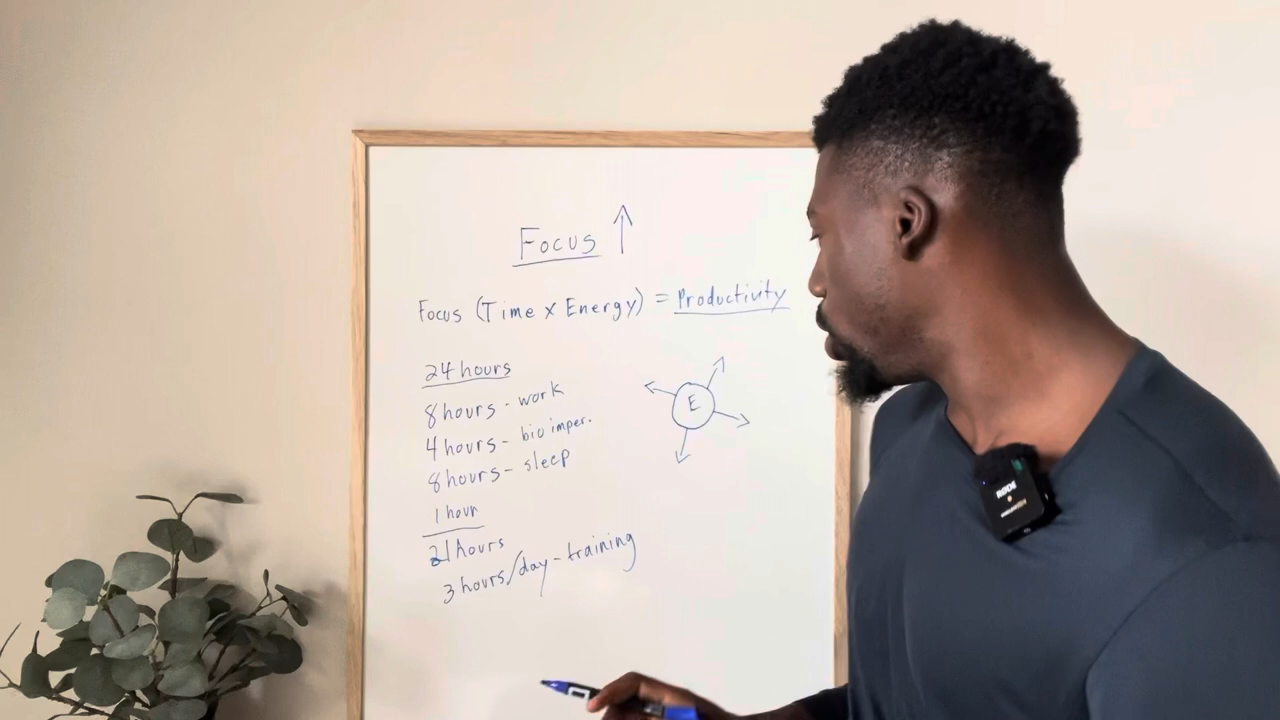 Focus ↑
Focus (Time x Energy) = Productivity
24 hours
8 hours - work
4 hours - bio imper.
8 hours - sleep
1 hour
21 hours
3 hours/day - training
E
RØDE